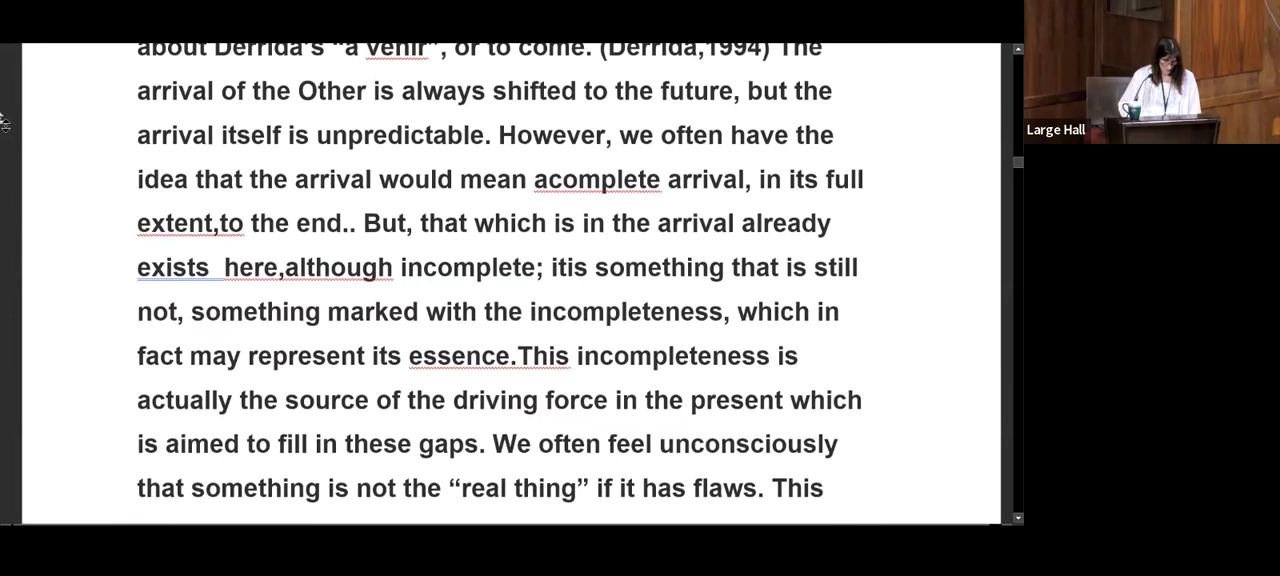 about Derrida's “a venir”, or to come. (Derrida,1994) The
arrival of the Other is always shifted to the future, but the
arrival itself is unpredictable. However, we often have the
idea that the arrival would mean acomplete arrival, in its full
extent,to the end.. But, that which is in the arrival already
exists  here,although incomplete; itis something that is still
not, something marked with the incompleteness, which in
fact may represent its essence.This incompleteness is
actually the source of the driving force in the present which
is aimed to fill in these gaps. We often feel unconsciously
that something is not the “real thing” if it has flaws. This
Large Hall